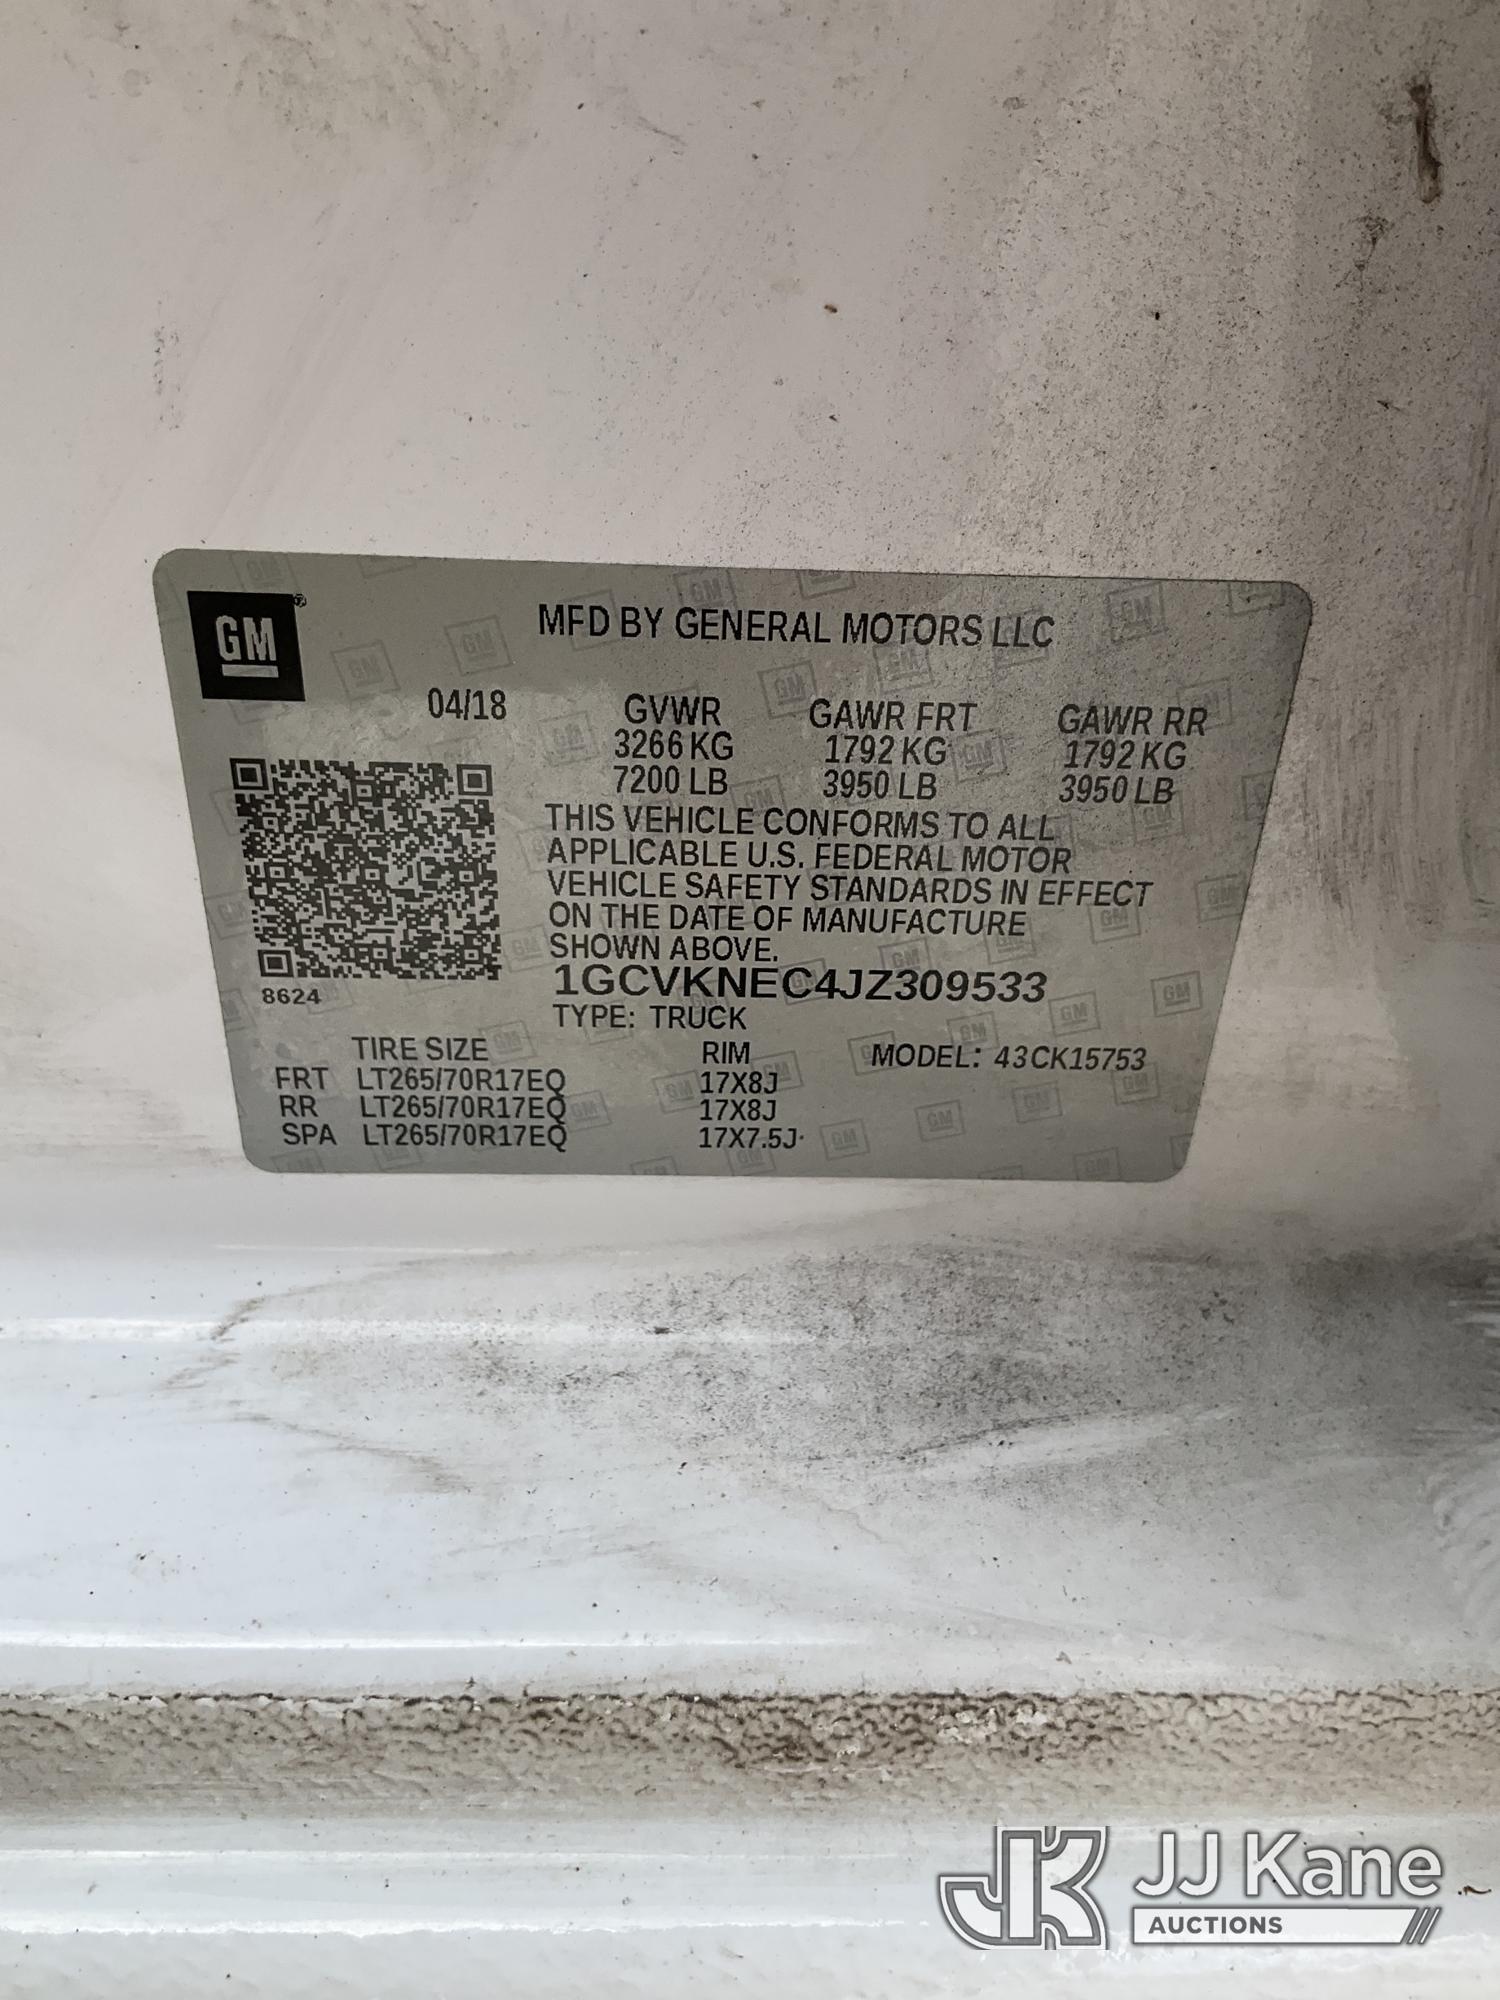 GM®
MFD BY GENERAL MOTORS LLC
04/18 GVWR GAWR FRT GAWR RR
3266 KG 1792 KG 1792 KG
7200 LB 3950 LB 3950 LB
THIS VEHICLE CONFORMS TO ALL
APPLICABLE U.S. FEDERAL MOTOR
VEHICLE SAFETY STANDARDS IN EFFECT
ON THE DATE OF MANUFACTURE
SHOWN ABOVE.
8624
1GCVKNEC4JZ309533
TYPE: TRUCK
TIRE SIZE RIM MODEL: 43CK15753
FRT LT265/70R17EQ 17X8J
RR LT265/70R17EQ 17X8J
SPA LT265/70R17EQ 17X7.5J
JK JJ Kane
AUCTIONS